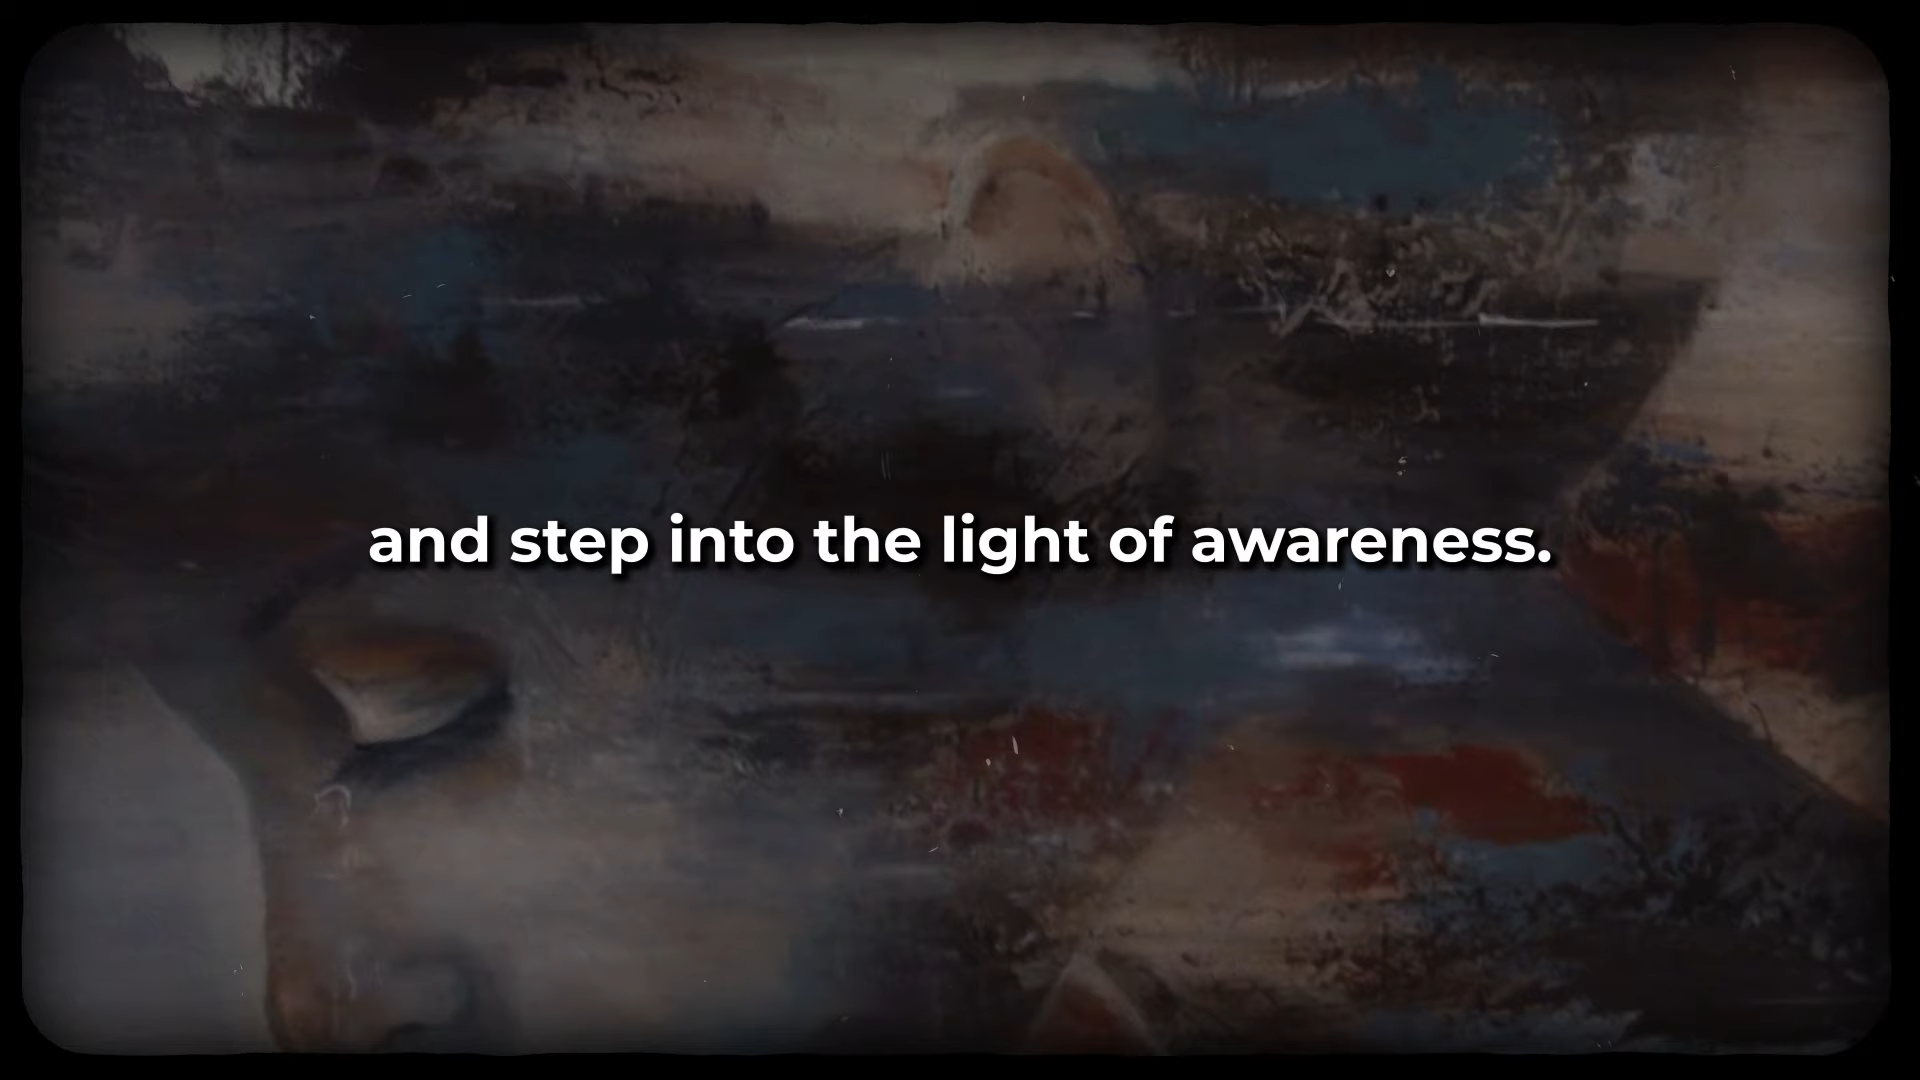 and step into the light of awareness.